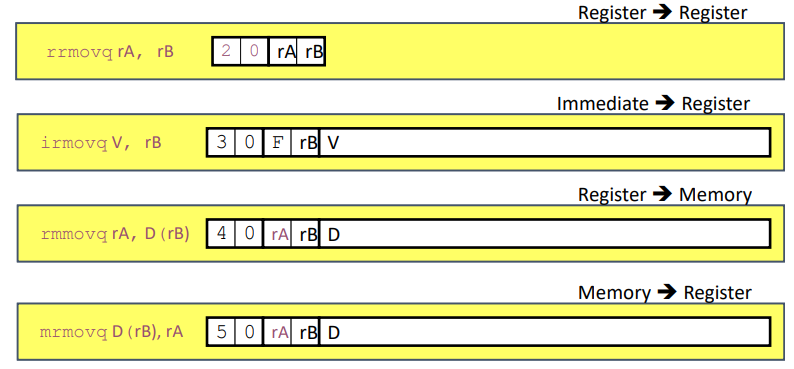 Register ➔ Register
rrmovq rA, rB 2 0 rA rB
Immediate ➔ Register
irmovq V, rB 3 0 F rB V
Register ➔ Memory
rmmovq rA, D(rB) 4 0 rA rB D
Memory ➔ Register
mrmovq D(rB), rA 5 0 rA rB D